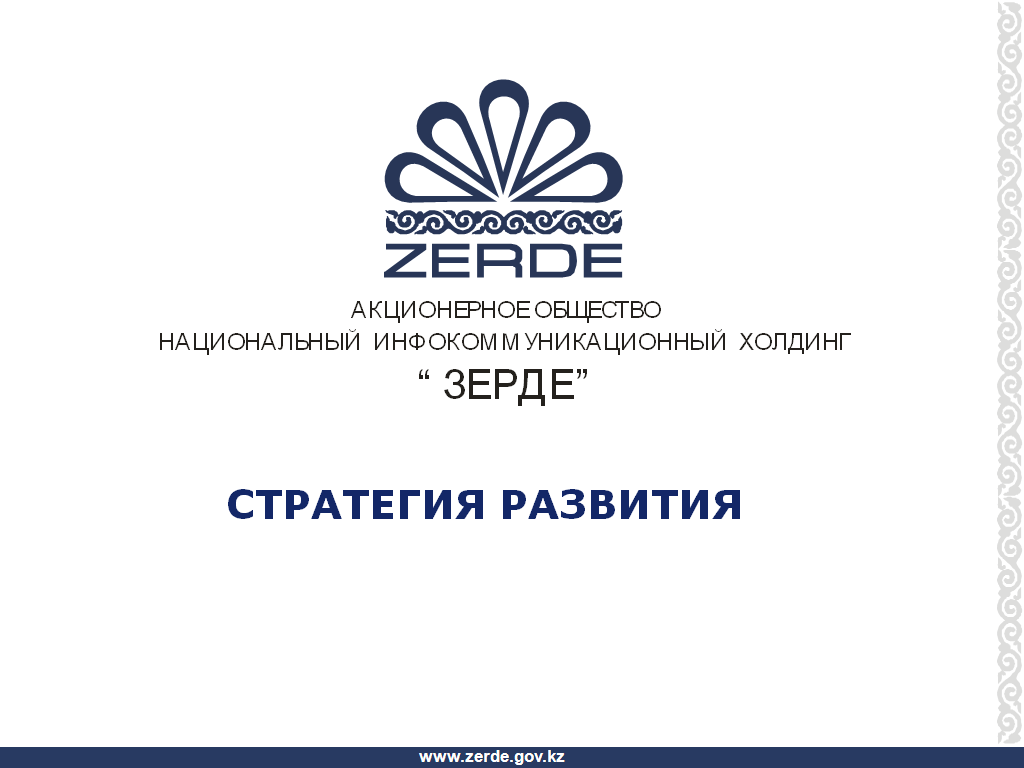 ZERDE
АКЦИОНЕРНОЕ ОБЩЕСТВО
НАЦИОНАЛЬНЫЙ ИНФОКОММУНИКАЦИОННЫЙ ХОЛДИНГ
“ ЗЕРДЕ”
СТРАТЕГИЯ РАЗВИТИЯ
www.zerde.gov.kz